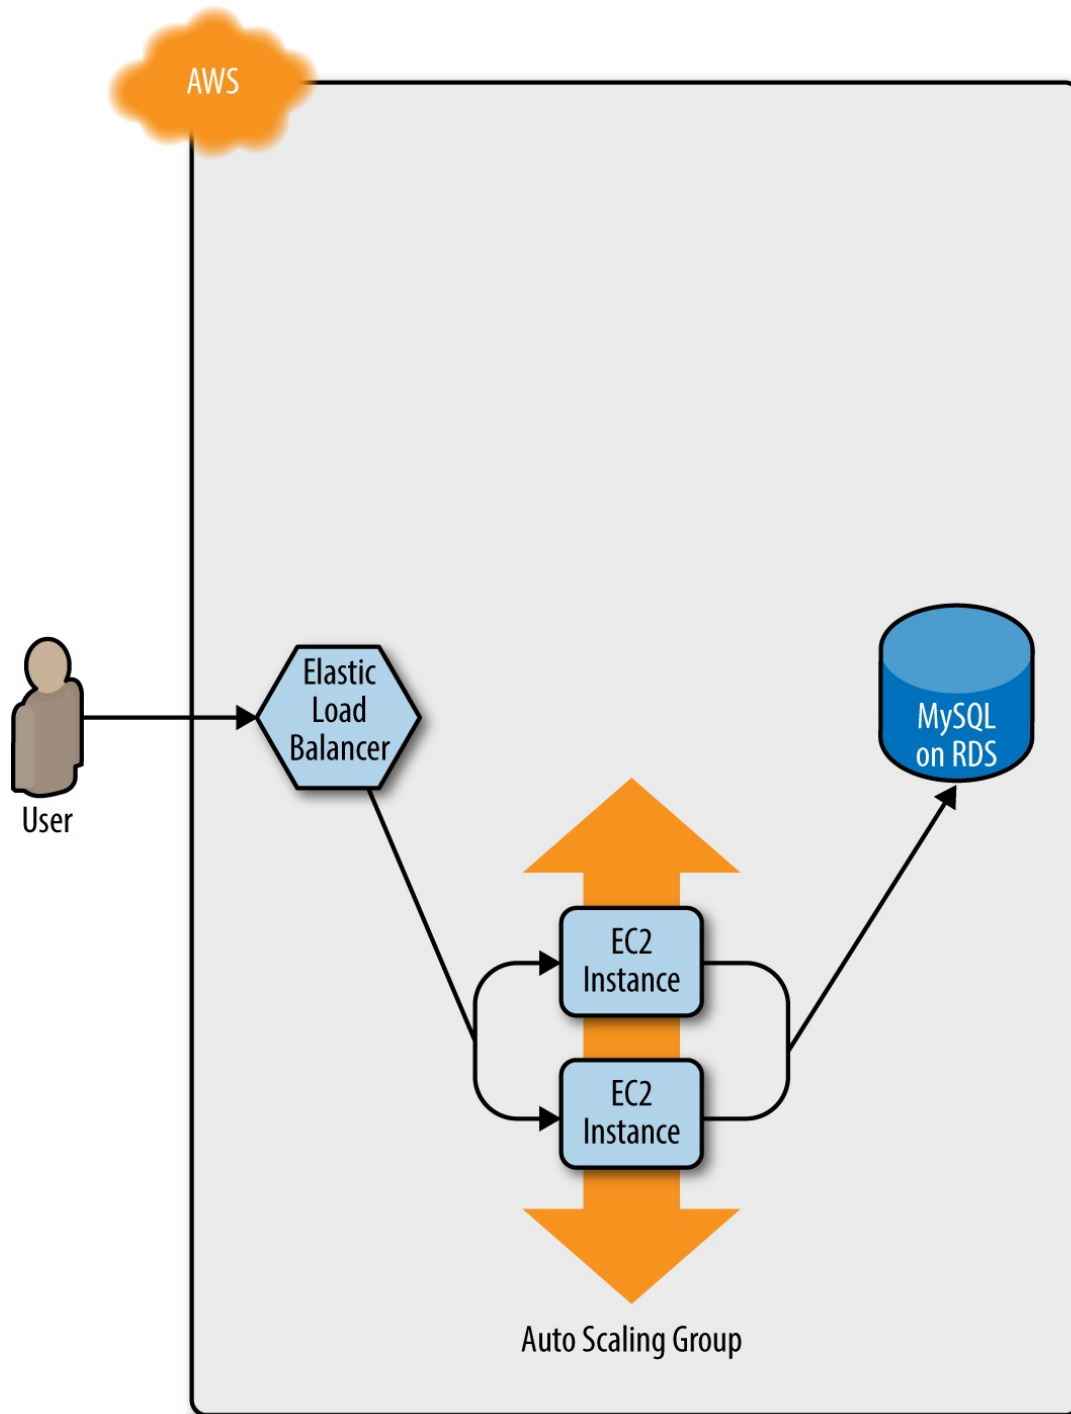 AWS
User
Elastic
Load
Balancer
MySQL
on RDS
EC2
Instance
EC2
Instance
Auto Scaling Group